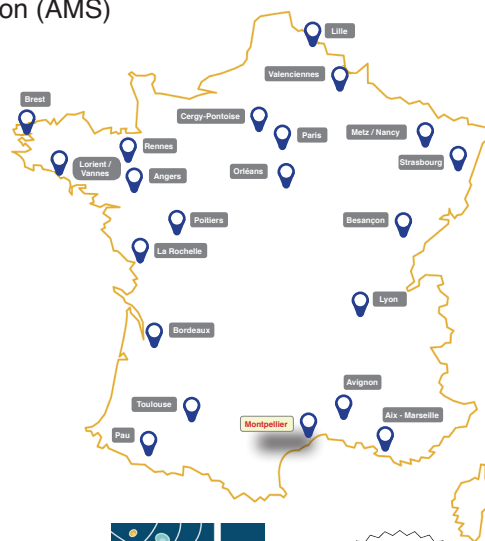 on (AMS)
Lille
Valenciennes
Brest
Cergy-Pontoise
Paris
Metz / Nancy
Rennes
Strasbourg
Lorient /
Vannes
Angers
Orléans
Poitiers
Besançon
La Rochelle
Lyon
Bordeaux
Avignon
Toulouse
Aix - Marseille
Montpellier
Pau